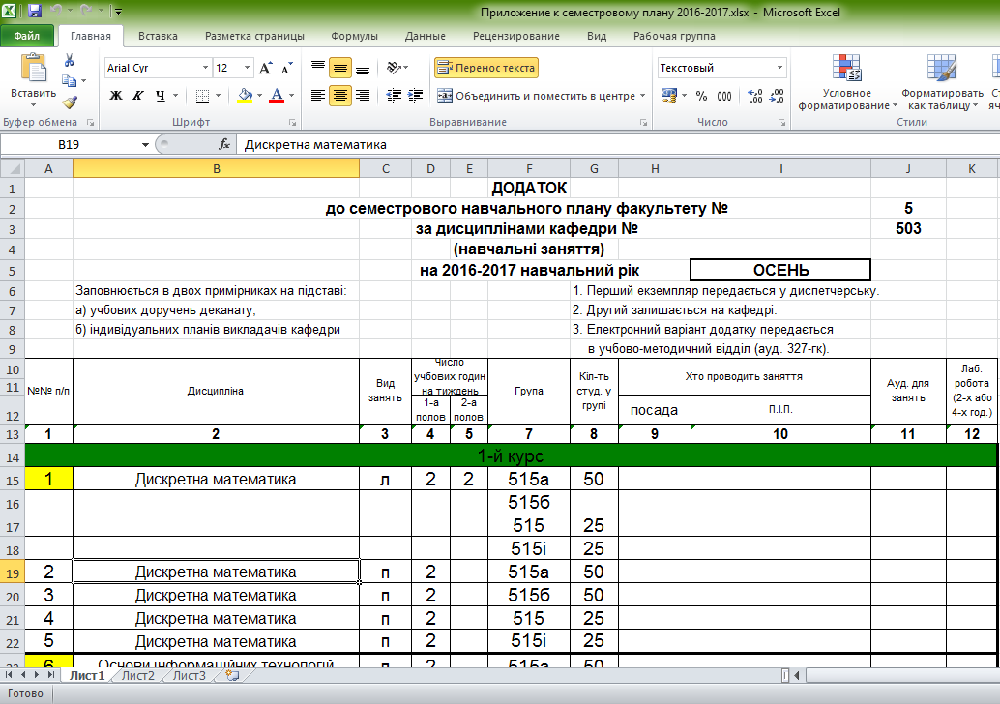 Приложение к семестровому плану 2016-2017.xlsx - Microsoft Excel
Файл Главная Вставка Разметка страницы Формулы Данные Рецензирование Вид Рабочая группа
Вставить
Буфер обмена
Arial Cyr 12
Ж К Ч
Шрифт
Перенос текста
Объединить и поместить в центре
Выравнивание
Текстовый
% 000
Число
Условное форматирование
Форматировать как таблицу
Стили
B19 fx Дискретна математика
A B C D E F G H I J K
1 ДОДАТОК
2 до семестрового навчального плану факультету № 5
3 за дисциплінами кафедри № 503
4 (навчальні заняття)
5 на 2016-2017 навчальний рік ОСЕНЬ
6 Заповнюється в двох примірниках на підставі: 1. Перший екземпляр передається у диспетчерську.
7 а) учбових доручень деканату; 2. Другий залишається на кафедрі.
8 б) індивідуальних планів викладачів кафедри 3. Електронний варіант додатку передається
9 в учбово-методичний відділ (ауд. 327-гк).
10
11
12
№№ п/п
Дисципліна
Вид занять
Число учбових годин на тиждень
1-а полов
2-а полов
Група
Кіл-ть студ. у групі
Хто проводить заняття
посада
П.І.П.
Ауд. для занять
Лаб. робота (2-х або 4-х год.)
13 1 2 3 4 5 7 8 9 10 11 12
14 1-й курс
15 1 Дискретна математика л 2 2 515а 50
16 515б
17 515 25
18 515і 25
19 2 Дискретна математика п 2 515а 50
20 3 Дискретна математика п 2 515б 50
21 4 Дискретна математика п 2 515 25
22 5 Дискретна математика п 2 515і 25
23 6 Основи інформаційних технологій л 2 515а 50
Лист1 Лист2 Лист3
Готово